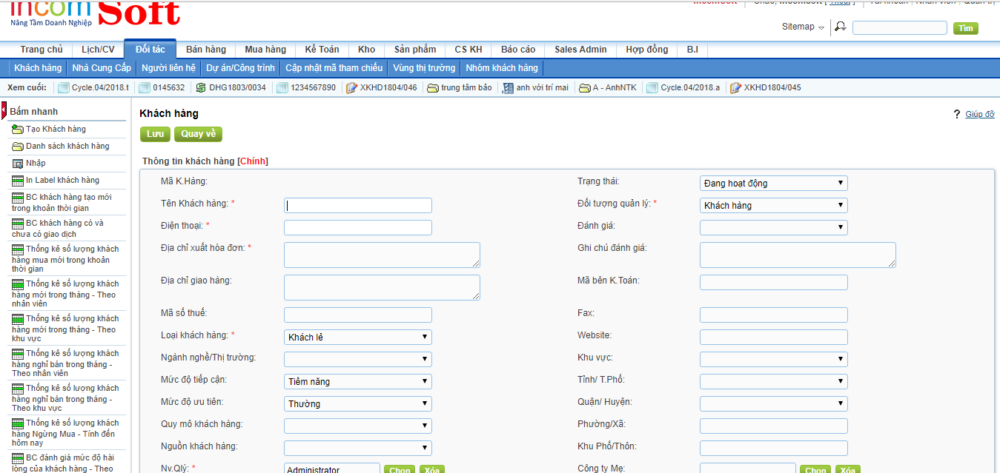 incom Soft
Nâng Tầm Doanh Nghiệp
Sitemap
Tìm
Trang chủ Lịch/CV Đối tác Bán hàng Mua hàng Kế Toán Kho Sản phẩm CS KH Báo cáo Sales Admin Hợp đồng B.I
Khách hàng Nhà Cung Cấp Người liên hệ Dự án/Công trình Cập nhật mã tham chiếu Vùng thị trường Nhóm khách hàng
Xem cuối: Cycle.04/2018.t 0145632 DHG1803/0034 1234567890 XKHD1804/046 trung tâm bảo anh với trí mai A - AnhNTK Cycle.04/2018.a XKHD1804/045
Bấm nhanh
Tạo Khách hàng
Danh sách khách hàng
Nhập
In Label khách hàng
BC khách hàng tạo mới
trong khoản thời gian
BC khách hàng có và
chưa có giao dịch
Thống kê số lượng khách
hàng mua mới trong khoản
thời gian
Thống kê số lượng khách
hàng mới trong tháng - Theo
nhân viên
Thống kê số lượng khách
hàng mới trong tháng - Theo
khu vực
Thống kê số lượng khách
hàng nghỉ bán trong tháng -
Theo nhân viên
Thống kê số lượng khách
hàng nghỉ bán trong tháng -
Theo khu vực
Thống kê số lượng khách
hàng Ngừng Mua - Tính đến
hôm nay
BC đánh giá mức độ hài
lòng của khách hàng - Theo
Khách hàng
? Giúp đỡ
Lưu Quay về
Thông tin khách hàng [Chính]
Mã K.Hàng: Trạng thái: Đang hoạt động
Tên Khách hàng: * Đối tượng quản lý: * Khách hàng
Điện thoại: * Đánh giá:
Địa chỉ xuất hóa đơn: * Ghi chú đánh giá:
Địa chỉ giao hàng: Mã bên K.Toán:
Mã số thuế: Fax:
Loại khách hàng: * Khách lẻ Website:
Ngành nghề/Thị trường: Khu vực:
Mức độ tiếp cận: Tiềm năng Tỉnh/ T.Phố:
Mức độ ưu tiên: Thường Quận/ Huyện:
Quy mô khách hàng: Phường/Xã:
Nguồn khách hàng: Khu Phố/Thôn:
Nv.Qlý: * Administrator Chọn Xóa Công ty Mẹ: Chọn Xóa